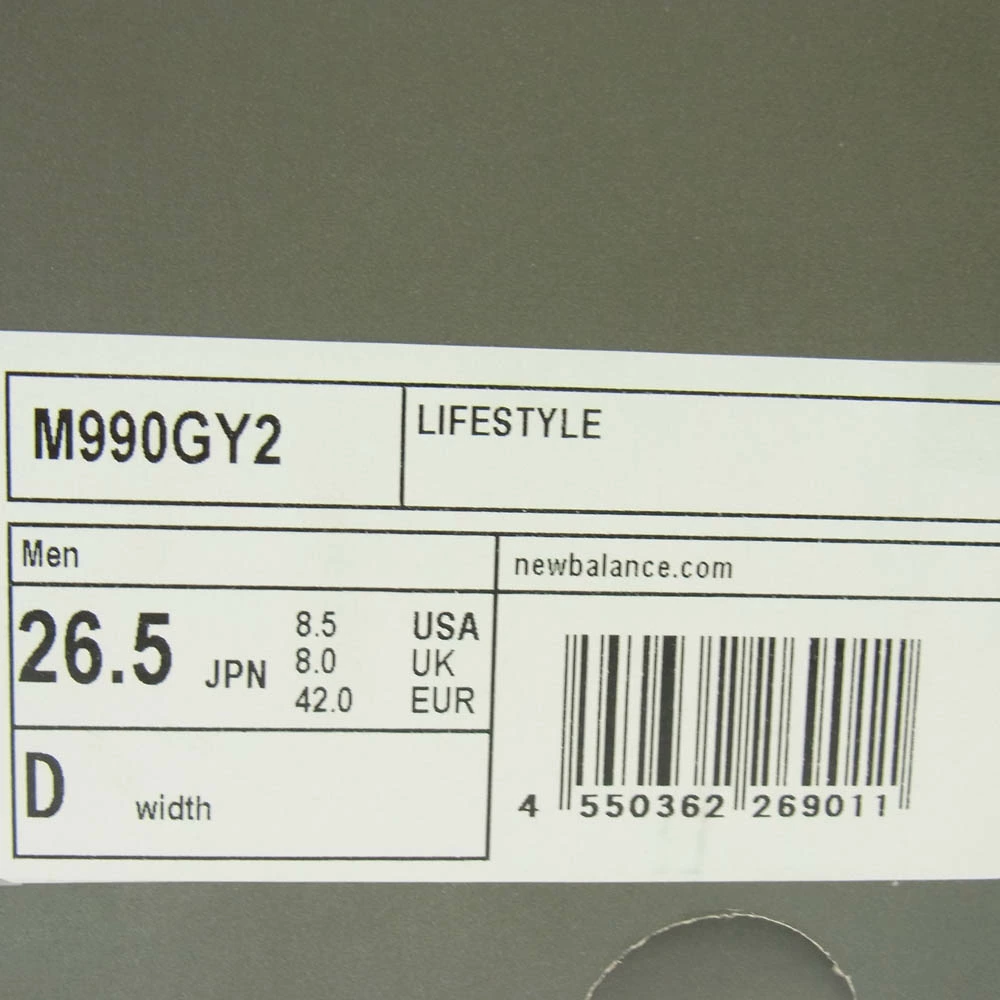 M990GY2
LIFESTYLE
Men
newbalance.com
26.5 JPN
8.5 USA
8.0 UK
42.0 EUR
D width
4 550362 269011